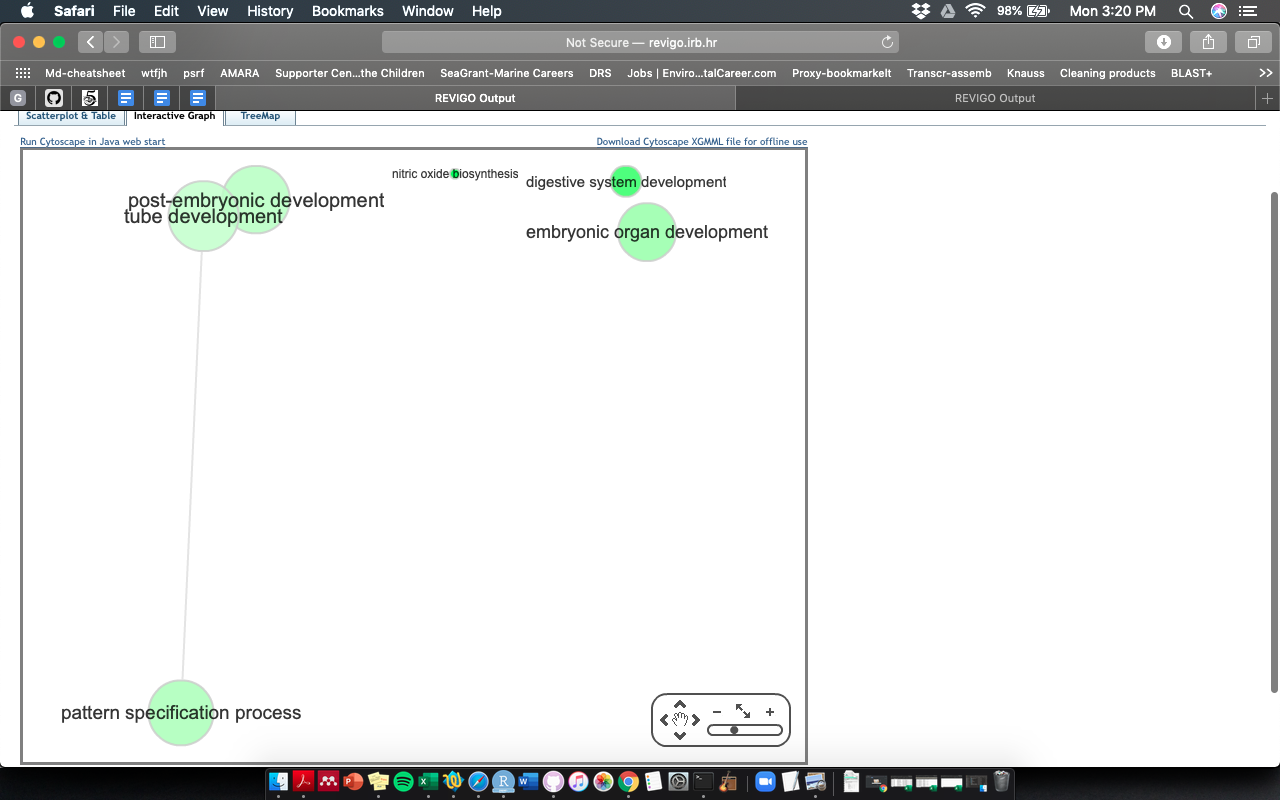 Safari File Edit View History Bookmarks Window Help 98% Mon 3:20 PM
Not Secure — revigo.irb.hr
Md-cheatsheet wtfjh psrf AMARA Supporter Cen...the Children SeaGrant-Marine Careers DRS Jobs | Enviro...talCareer.com Proxy-bookmarkelt Transcr-assemb Knauss Cleaning products BLAST+ >>
G REVIGO Output REVIGO Output +
Scatterplot & Table Interactive Graph TreeMap
Run Cytoscape in Java web start Download Cytoscape XGMML file for offline use
nitric oxide biosynthesis
digestive system development
post-embryonic development
tube development
embryonic organ development
pattern specification process